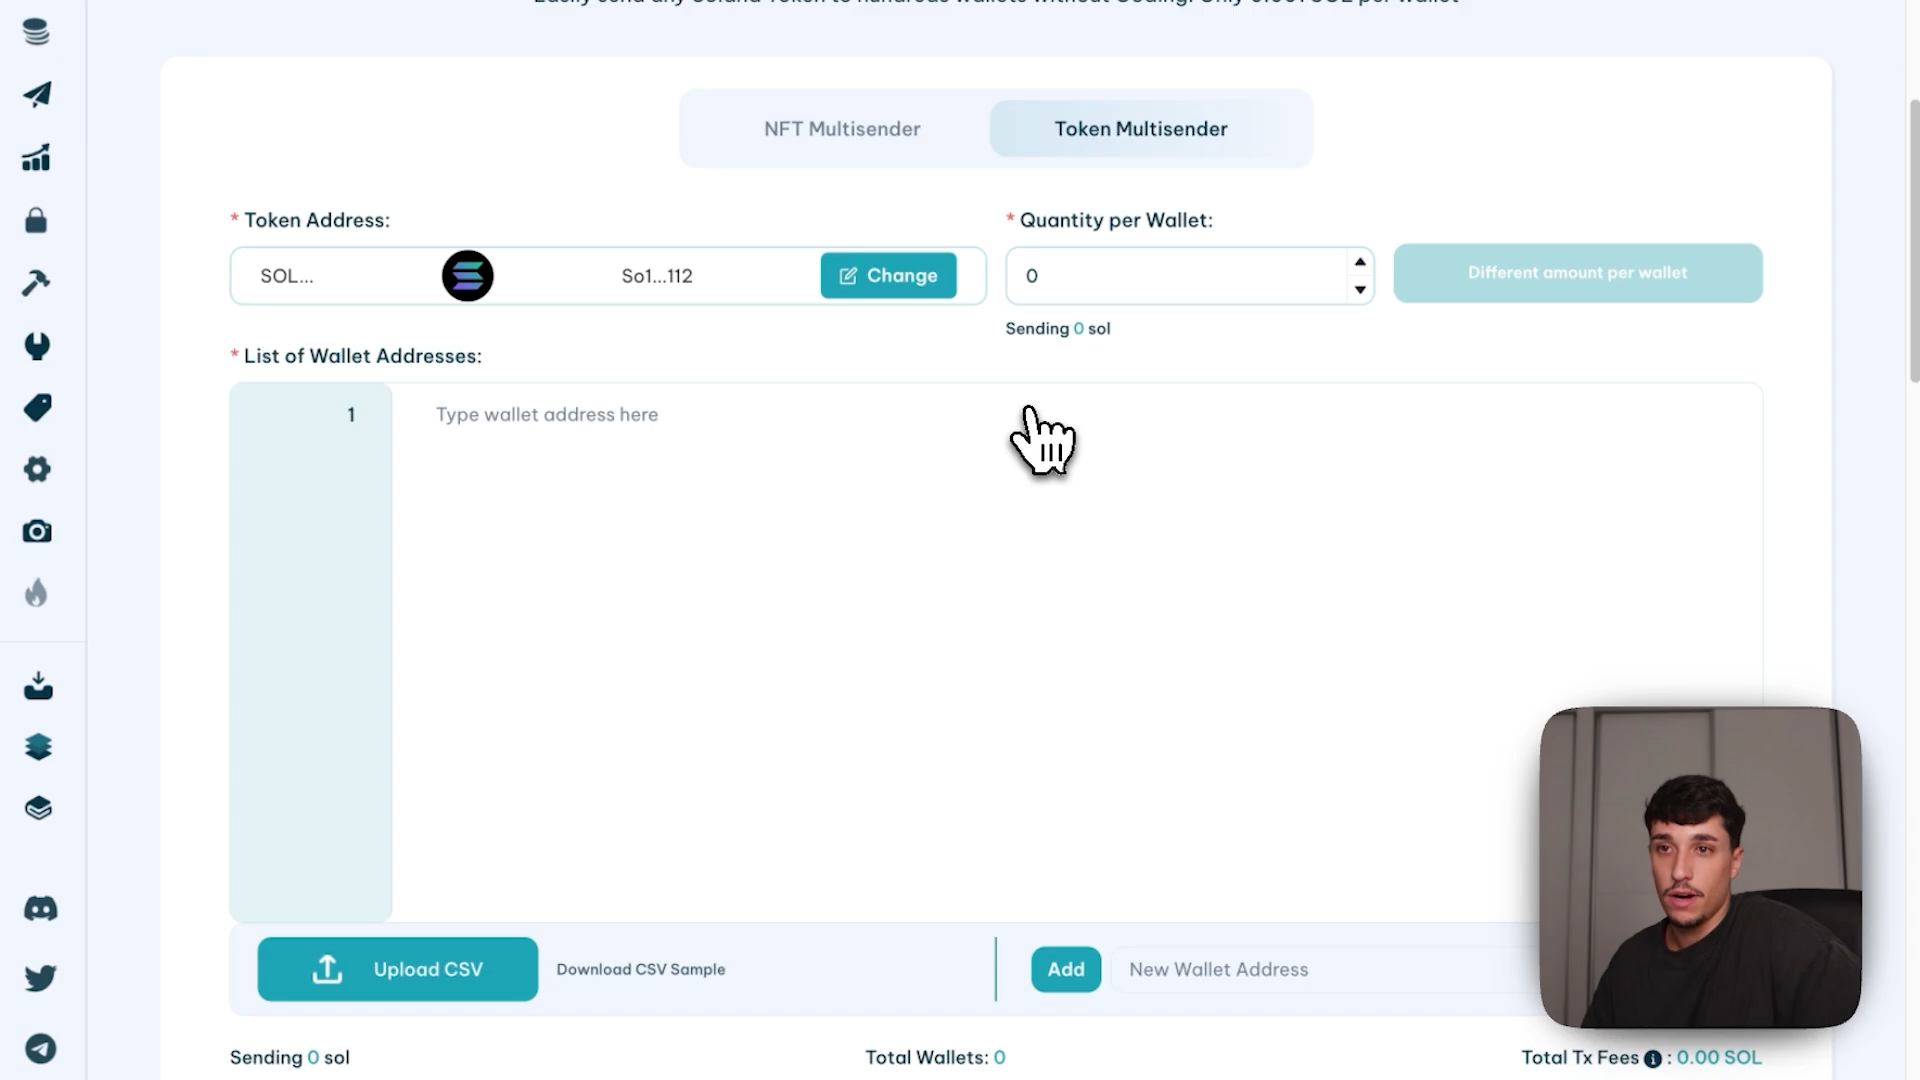 NFT Multisender
Token Multisender
* Token Address:
* Quantity per Wallet:
SOL...
So1...112
Change
0
Different amount per wallet
Sending 0 sol
* List of Wallet Addresses:
1
Type wallet address here
Upload CSV
Download CSV Sample
Add
New Wallet Address
Sending 0 sol
Total Wallets: 0
Total Tx Fees : 0.00 SOL